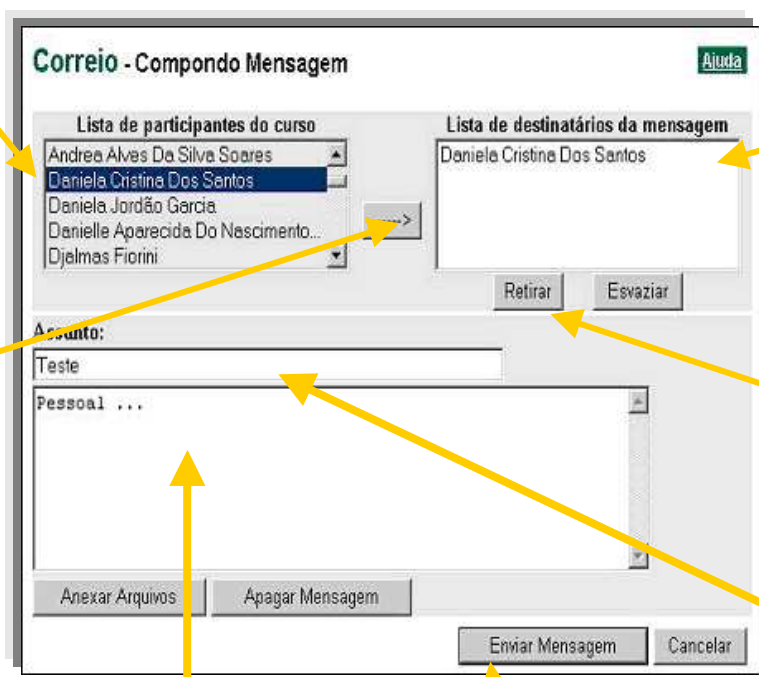 Correio - Compondo Mensagem
Ajuda
Lista de participantes do curso
Andrea Alves Da Silva Soares
Daniela Cristina Dos Santos
Daniela Jordão Garcia
Danielle Aparecida Do Nascimento...
Djalmas Fiorini
---->
Lista de destinatários da mensagem
Daniela Cristina Dos Santos
Retirar
Esvaziar
Assunto:
Teste
Pessoal ...
Anexar Arquivos
Apagar Mensagem
Enviar Mensagem
Cancelar